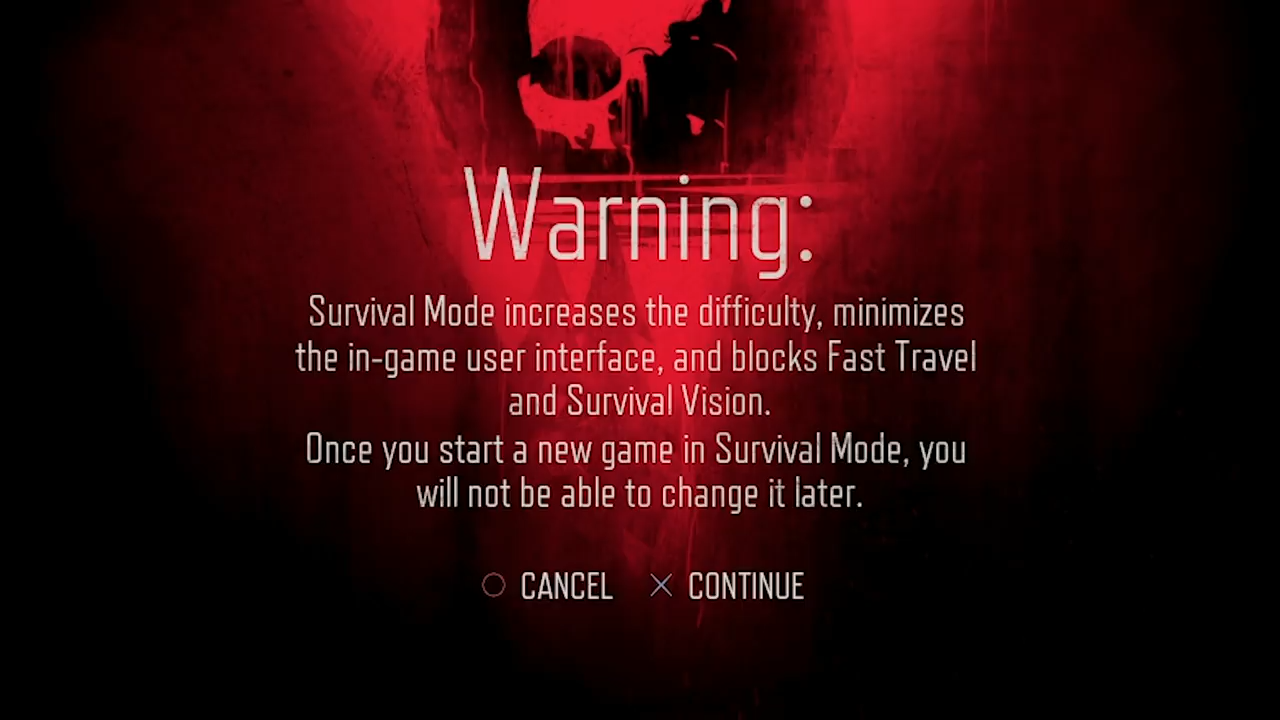 Warning:
Survival Mode increases the difficulty, minimizes
the in-game user interface, and blocks Fast Travel
and Survival Vision.
Once you start a new game in Survival Mode, you
will not be able to change it later.
CANCEL CONTINUE